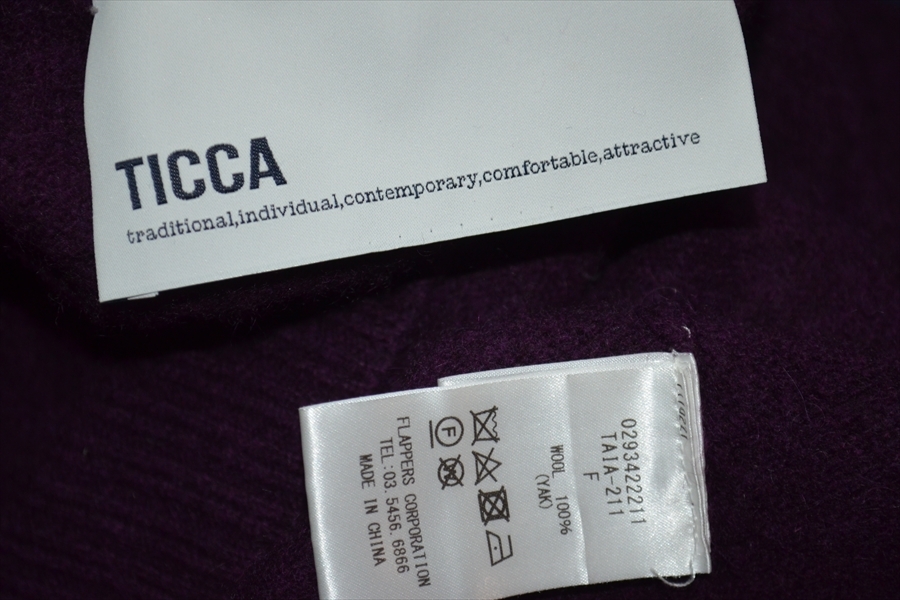 TICCA
traditional,individual,contemporary,comfortable,attractive
0293422211
TAIA-211
F
WOOL 100%
(YAK)
F
FLAPPERS CORPORATION
TEL:03.5456.6866
MADE IN CHINA